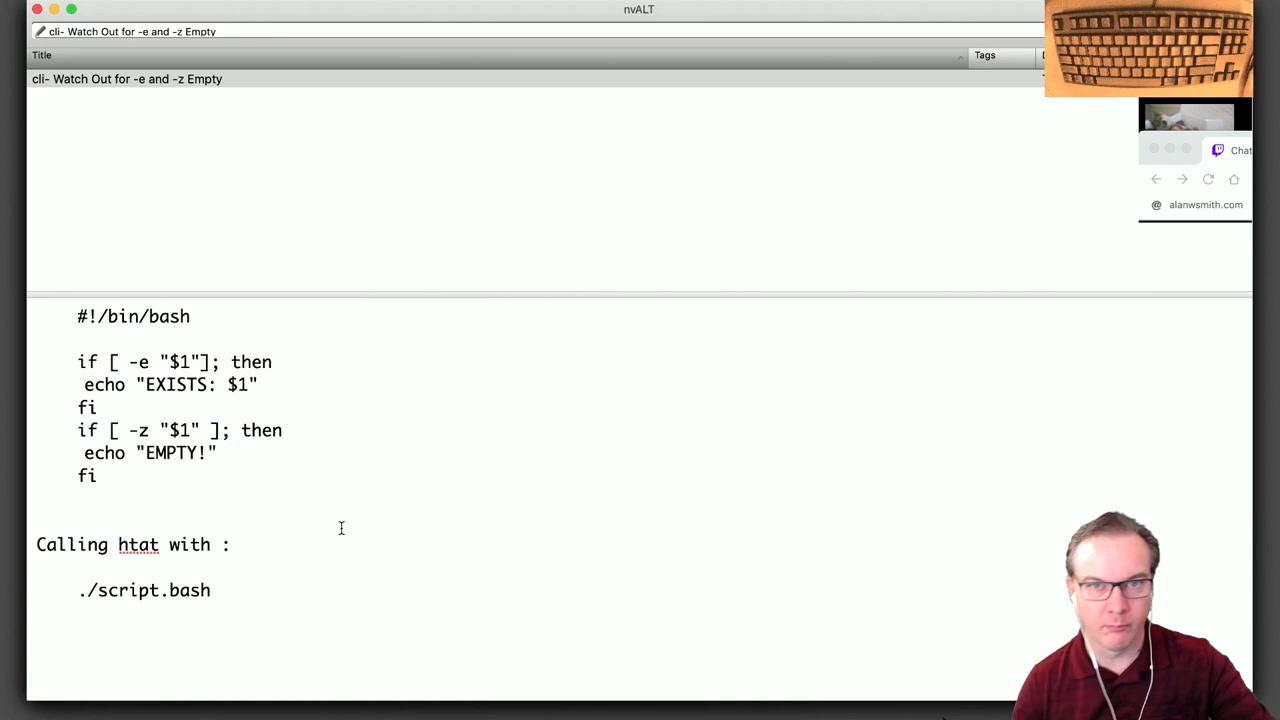 nvALT
cli- Watch Out for -e and -z Empty
Title
Tags
cli- Watch Out for -e and -z Empty
Chat
@ alanwsmith.com
#!/bin/bash
if [ -e "$1"]; then
echo "EXISTS: $1"
fi
if [ -z "$1" ]; then
echo "EMPTY!"
fi
Calling htat with :
./script.bash